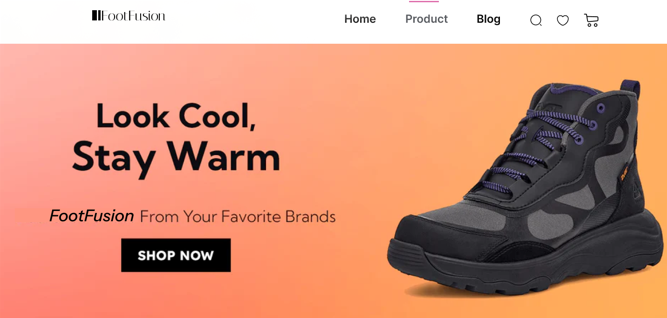 FootFusion
Home Product Blog
Look Cool,
Stay Warm
FootFusion From Your Favorite Brands
SHOP NOW